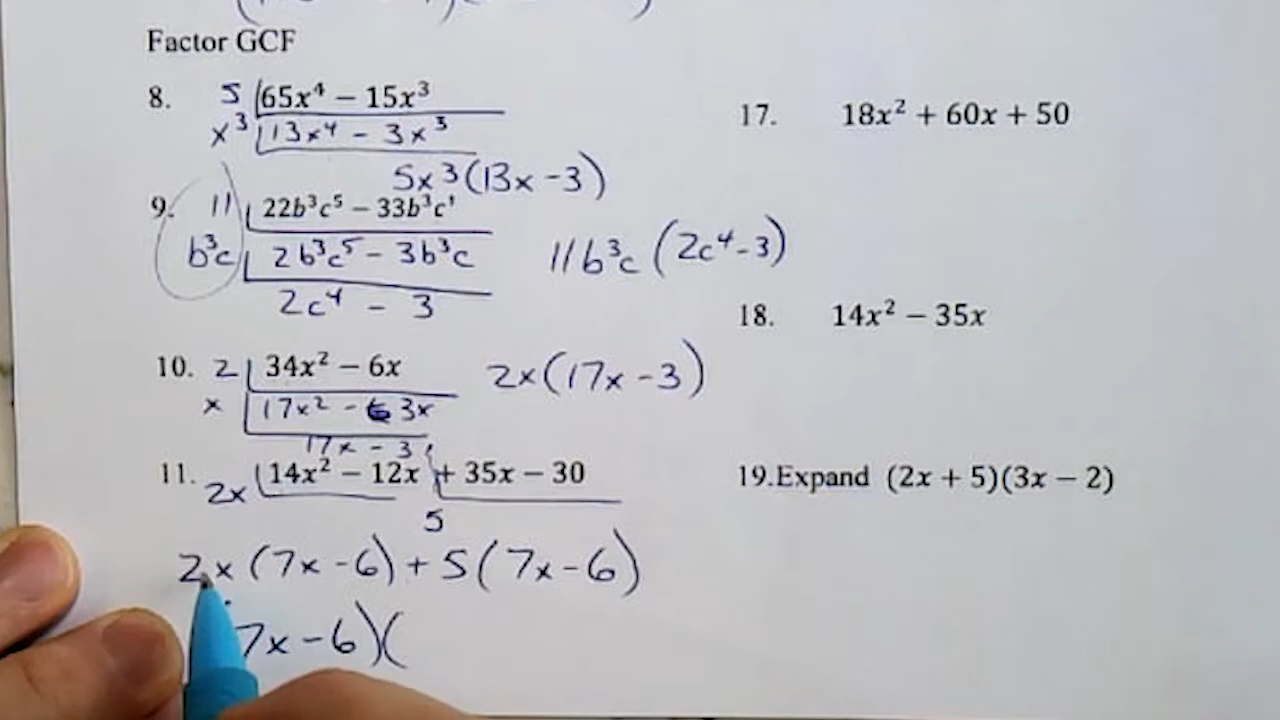 Factor GCF
8. 5 65x⁴ − 15x³
x³ 13x⁴ − 3x³
5x³(13x − 3)
9. 11 22b³c⁵ − 33b³c¹
b³c 2b³c⁵ − 3b³c 11b³c (2c⁴ − 3)
2c⁴ − 3
10. 2 34x² − 6x 2x(17x − 3)
x 17x² − 3x
17x − 3
11. 2x 14x² − 12x + 35x − 30
5
2x(7x − 6) + 5(7x − 6)
7x − 6)(
17. 18x² + 60x + 50
18. 14x² − 35x
19.Expand (2x + 5)(3x − 2)